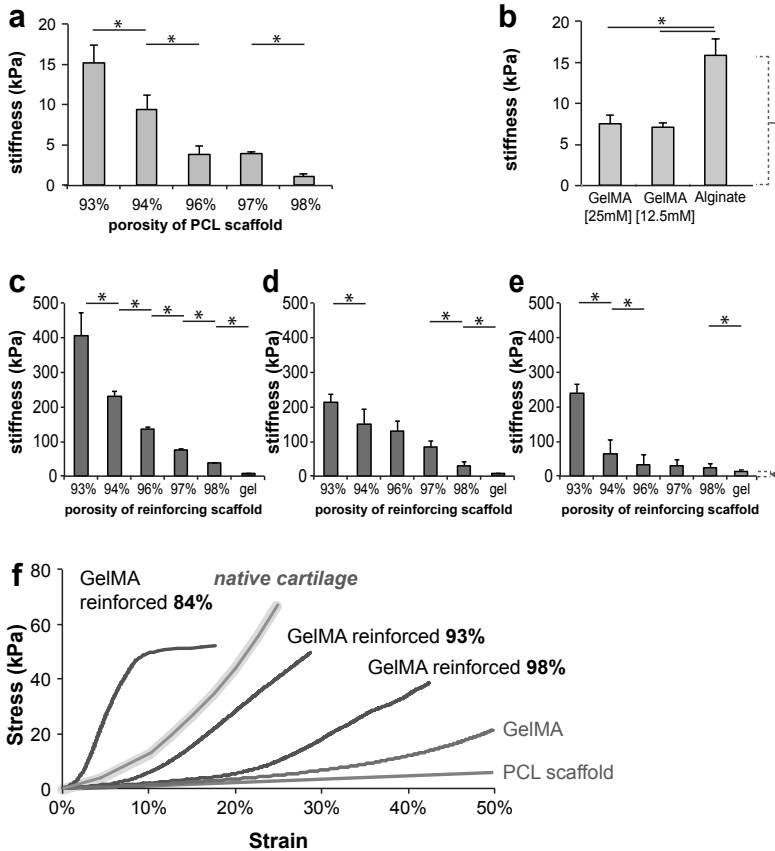 a
stiffness (kPa)
20
15
10
5
0
* * *
93% 94% 96% 97% 98%
porosity of PCL scaffold
b
stiffness (kPa)
20
15
10
5
0
*
GelMA GelMA Alginate
[25mM] [12.5mM]
c
stiffness (kPa)
500
400
300
200
100
0
* * * * *
93% 94% 96% 97% 98% gel
porosity of reinforcing scaffold
d
stiffness (kPa)
500
400
300
200
100
0
* * *
93% 94% 96% 97% 98% gel
porosity of reinforcing scaffold
e
stiffness (kPa)
500
400
300
200
100
0
* * *
93% 94% 96% 97% 98% gel
porosity of reinforcing scaffold
f
Stress (kPa)
80
60
40
20
0
GelMA
reinforced 84%
native cartilage
GelMA reinforced 93%
GelMA reinforced 98%
GelMA
PCL scaffold
0% 10% 20% 30% 40% 50%
Strain